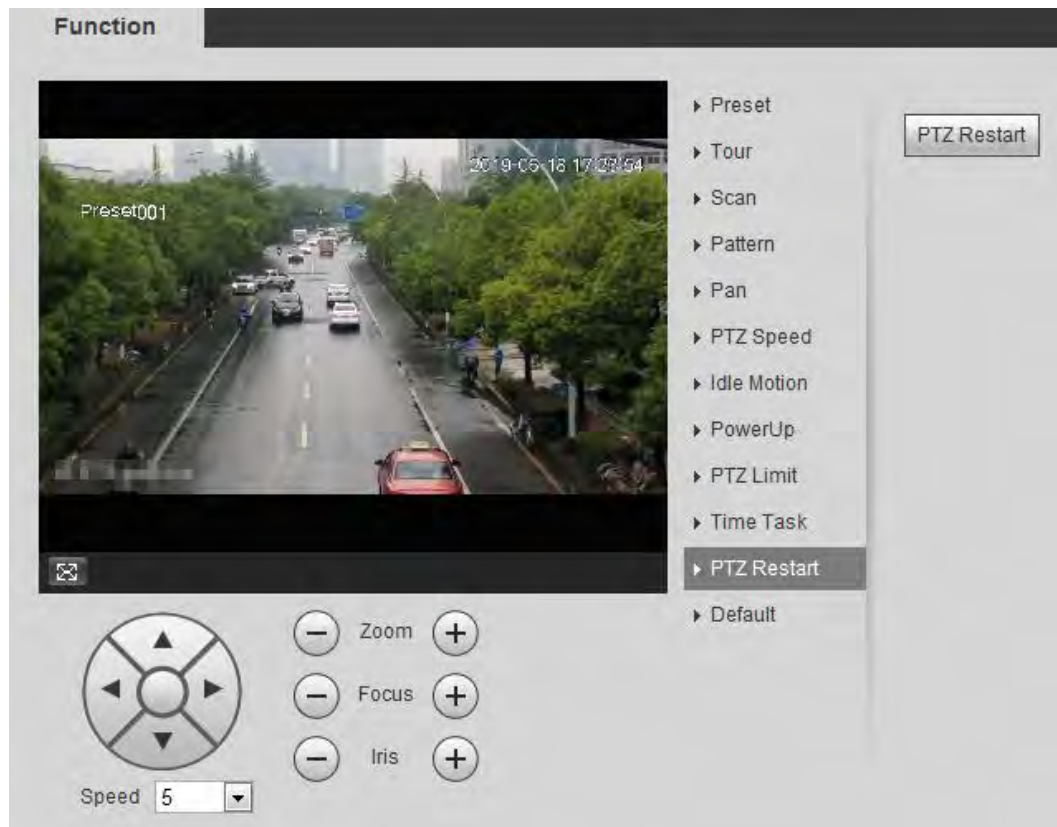 Function
2019-05-18 17:27:54
Preset001
Preset
Tour
Scan
Pattern
Pan
PTZ Speed
Idle Motion
PowerUp
PTZ Limit
Time Task
PTZ Restart
Default
PTZ Restart
Zoom
Focus
Iris
Speed 5